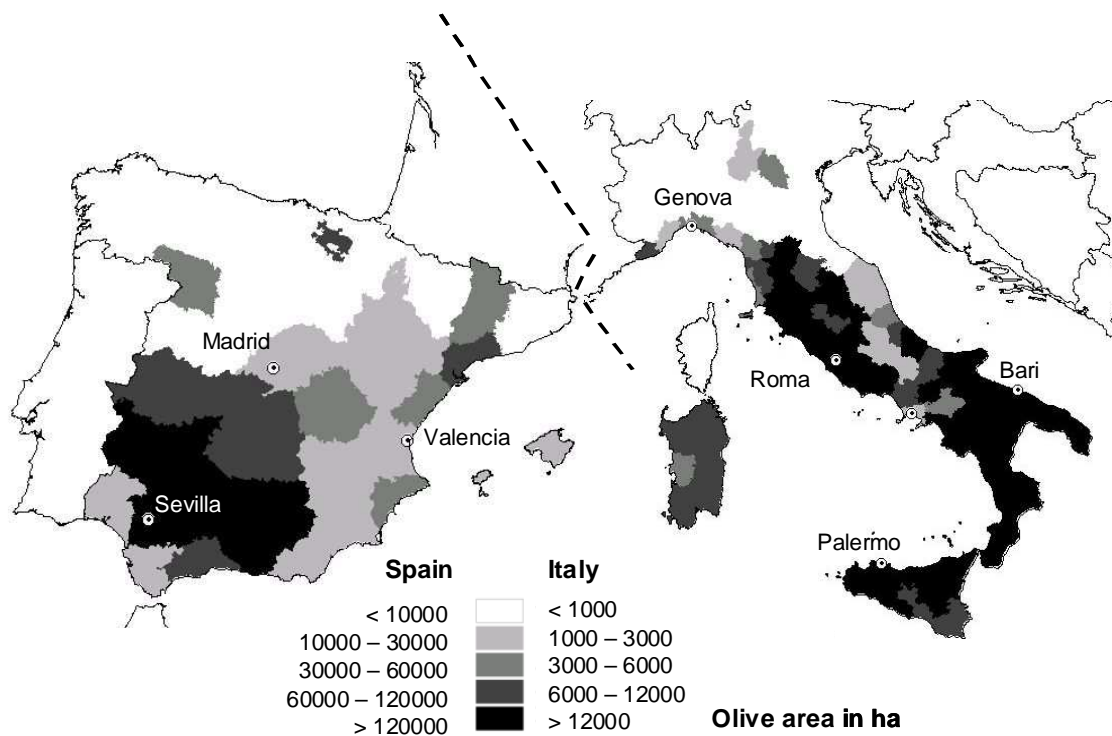 Genova
Madrid
Roma
Bari
Valencia
Sevilla
Palermo
Spain Italy
< 10000 < 1000
10000 – 30000 1000 – 3000
30000 – 60000 3000 – 6000
60000 – 120000 6000 – 12000
> 120000 > 12000
Olive area in ha